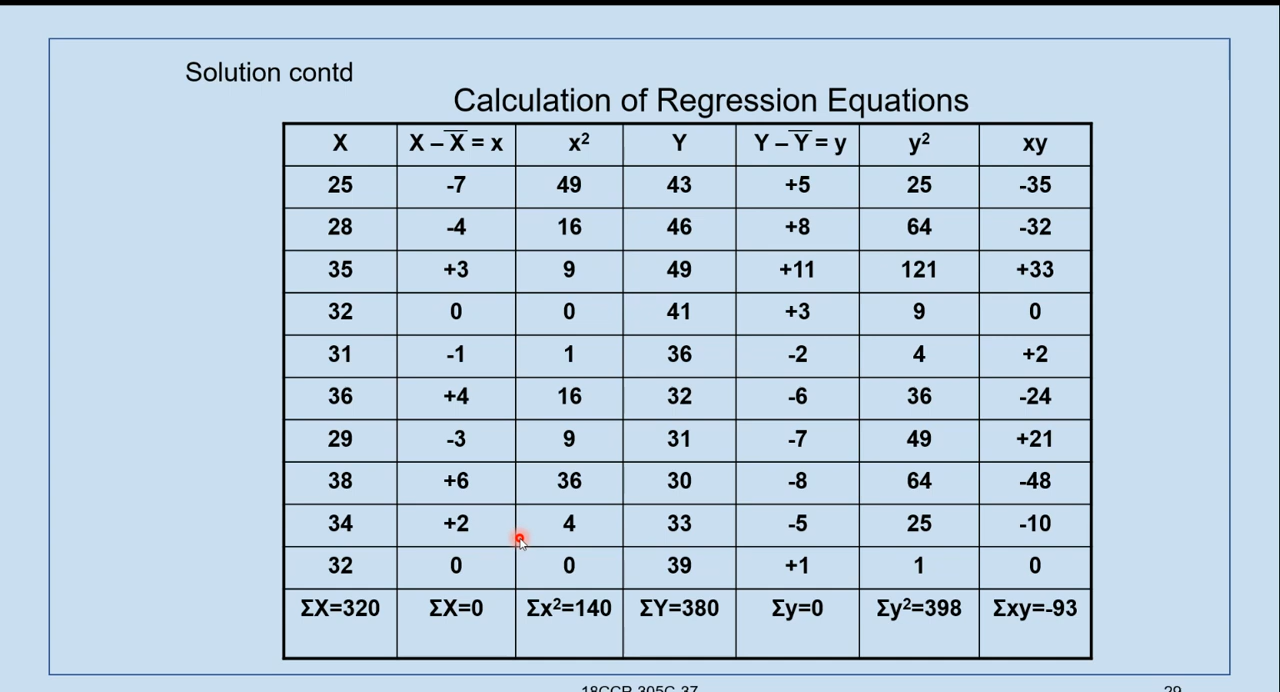 Solution contd
Calculation of Regression Equations
X X – X̅ = x x² Y Y – Y̅ = y y² xy
25 -7 49 43 +5 25 -35
28 -4 16 46 +8 64 -32
35 +3 9 49 +11 121 +33
32 0 0 41 +3 9 0
31 -1 1 36 -2 4 +2
36 +4 16 32 -6 36 -24
29 -3 9 31 -7 49 +21
38 +6 36 30 -8 64 -48
34 +2 4 33 -5 25 -10
32 0 0 39 +1 1 0
ΣX=320 ΣX=0 Σx²=140 ΣY=380 Σy=0 Σy²=398 Σxy=-93
29